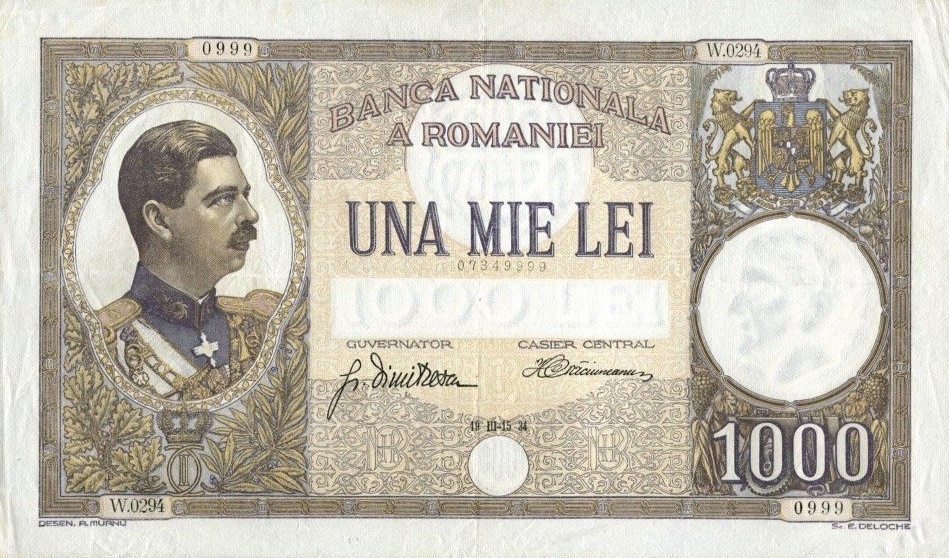 0999
W.0294
BANCA NATIONALA
A ROMANIEI
UNA MIE LEI
07349999
GUVERNATOR
CASIER CENTRAL
19 III-15 34
1000
W.0294
0999
DESEN. A. MURNU
Sc. E. DELOCHE